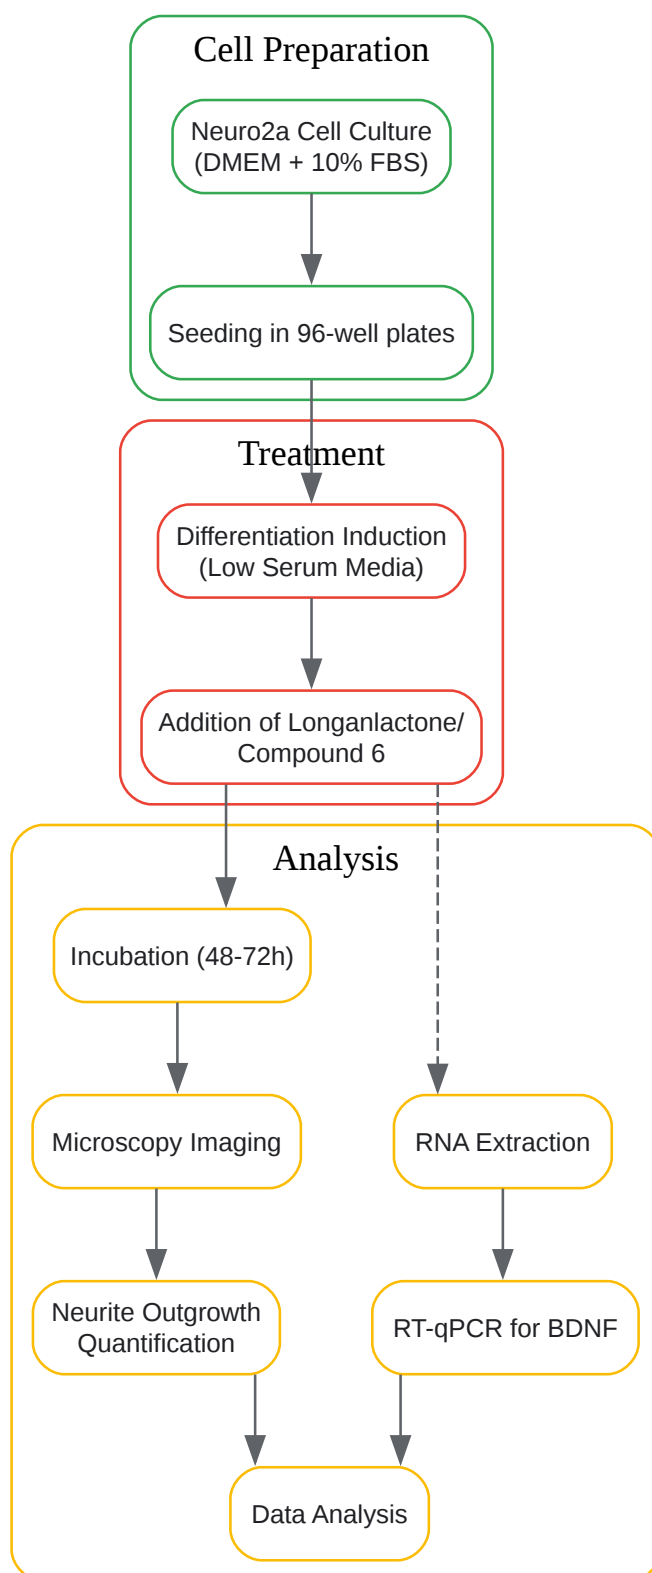 Cell Preparation
Neuro2a Cell Culture
(DMEM + 10% FBS)
Seeding in 96-well plates
Treatment
Differentiation Induction
(Low Serum Media)
Addition of Longanlactone/
Compound 6
Analysis
Incubation (48-72h)
Microscopy Imaging
RNA Extraction
Neurite Outgrowth
Quantification
RT-qPCR for BDNF
Data Analysis